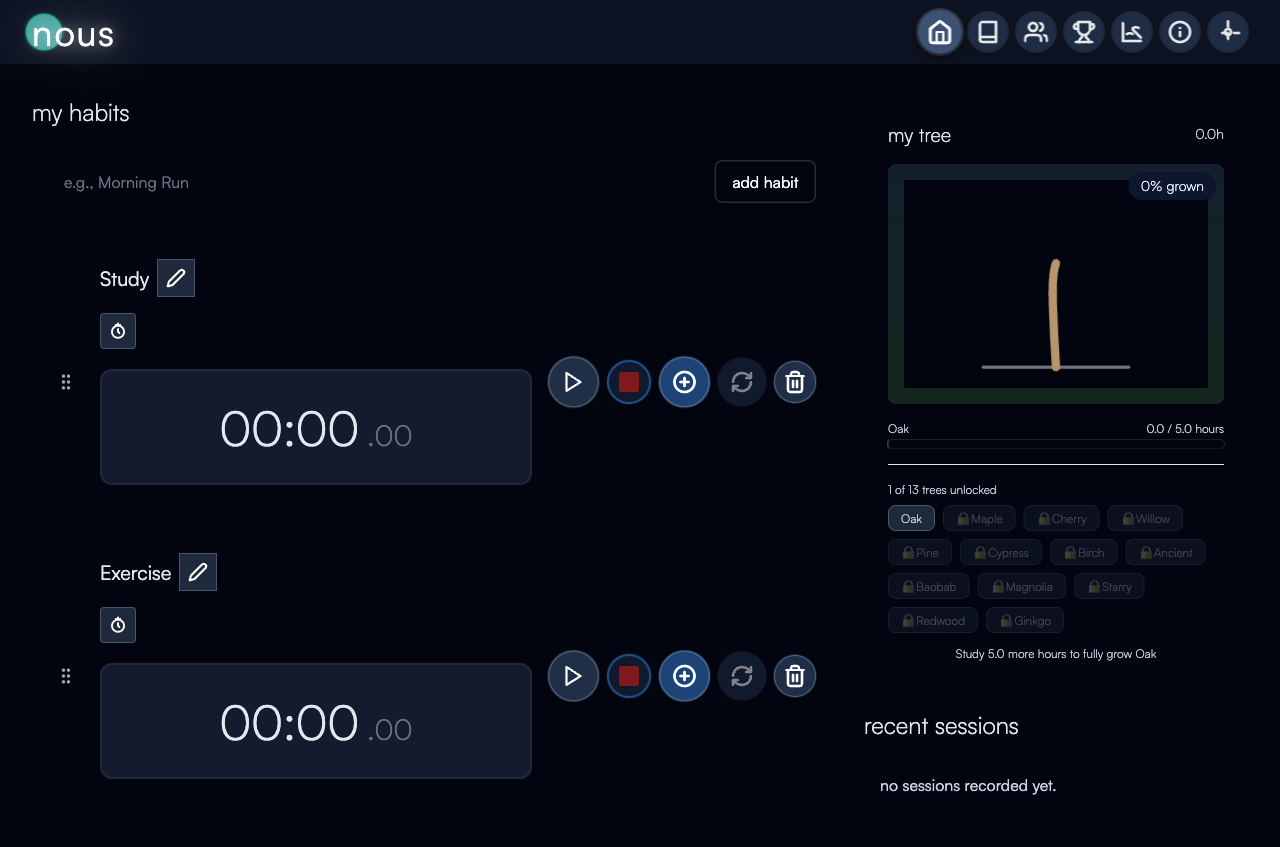 nous
my habits
e.g., Morning Run
add habit
Study
00:00 .00
Exercise
00:00 .00
my tree
0.0h
0% grown
Oak
0.0 / 5.0 hours
1 of 13 trees unlocked
Oak
Maple
Cherry
Willow
Pine
Cypress
Birch
Ancient
Baobab
Magnolia
Starry
Redwood
Ginkgo
Study 5.0 more hours to fully grow Oak
recent sessions
no sessions recorded yet.